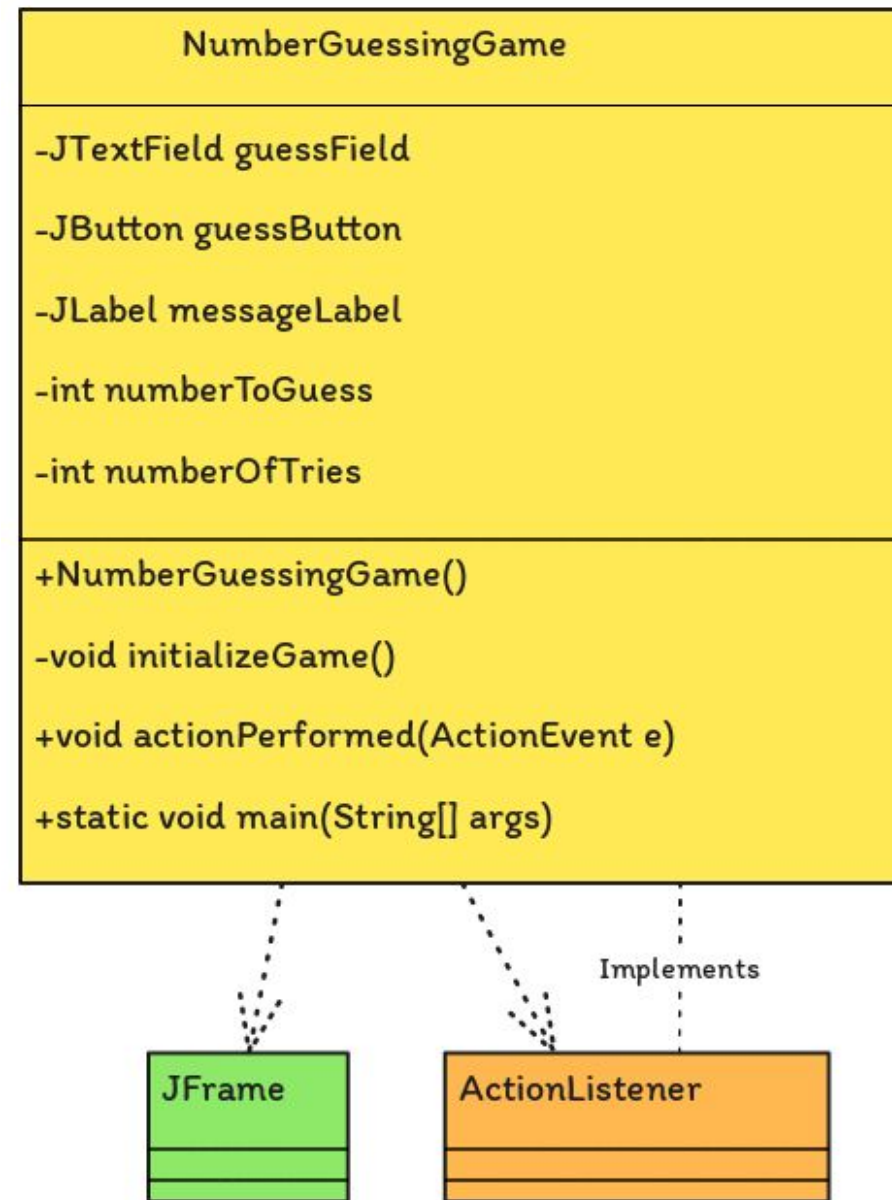 NumberGuessingGame
-JTextField guessField
-JButton guessButton
-JLabel messageLabel
-int numberToGuess
-int numberOfTries
+NumberGuessingGame()
-void initializeGame()
+void actionPerformed(ActionEvent e)
+static void main(String[] args)
Implements
JFrame
ActionListener